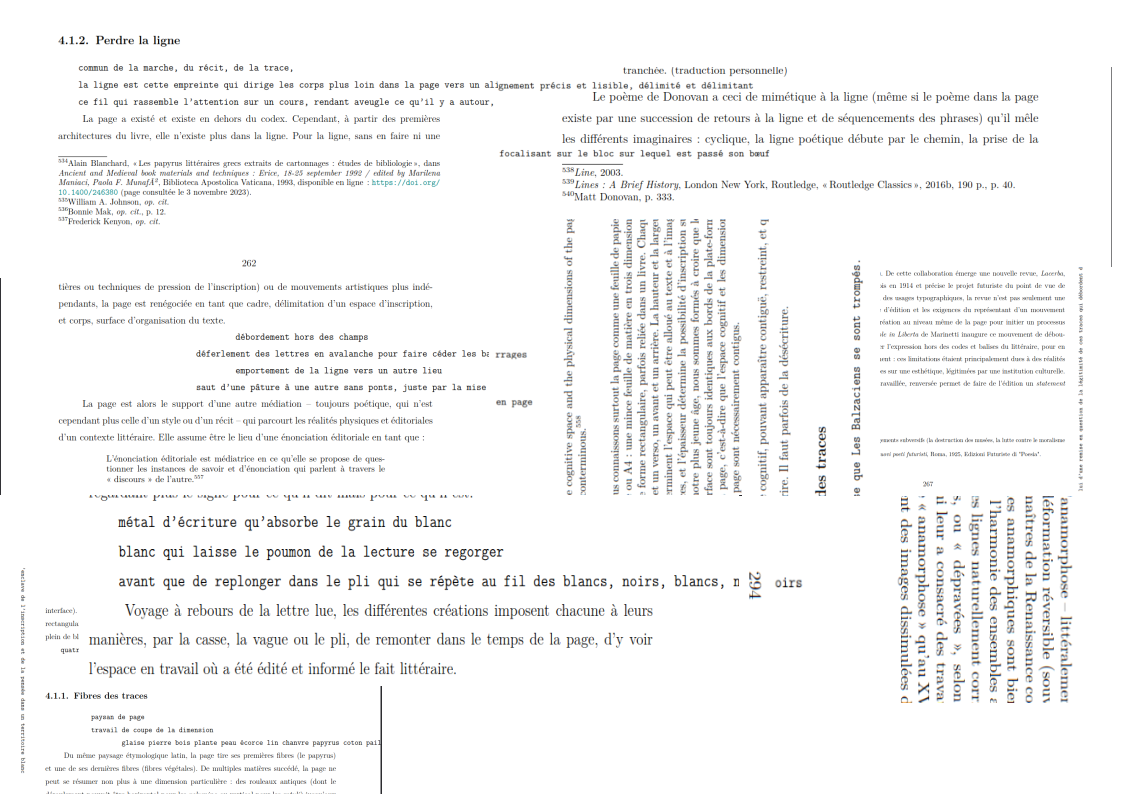 4.1.2. Perdre la ligne
commun de la marche, du récit, de la trace,
la ligne est cette empreinte qui dirige les corps plus loin dans la page vers un alignement précis et lisible, délimité et délimitant
ce fil qui rassemble l'attention sur un cours, rendant aveugle ce qu'il y a autour,
La page a existé et existe en dehors du codex. Cependant, à partir des premières
architectures du livre, elle n'existe plus dans la ligne. Pour la ligne, sans en faire ni une
534Alain Blanchard, « Les papyrus littéraires grecs extraits de cartonnages : études de bibliologie », dans
Ancient and Medieval book materials and techniques : Erice, 18-25 september 1992 / edited by Marilena
Maniaci, Paola F. MunafÃ², Biblioteca Apostolica Vaticana, 1993, disponible en ligne : https://doi.org/
10.1400/246380 (page consultée le 3 novembre 2023).
535William A. Johnson, op. cit.
536Bonnie Mak, op. cit., p. 12.
537Frederick Kenyon, op. cit.
262
tranchée. (traduction personnelle)
Le poème de Donovan a ceci de mimétique à la ligne (même si le poème dans la page
existe par une succession de retours à la ligne et de séquencements des phrases) qu'il mêle
les différents imaginaires : cyclique, la ligne poétique débute par le chemin, la prise de la
focalisant sur le bloc sur lequel est passé son bœuf
538Line, 2003.
539Lines : A Brief History, London New York, Routledge, « Routledge Classics », 2016b, 190 p., p. 40.
540Matt Donovan, p. 333.
tières ou techniques de pression de l'inscription) ou de mouvements artistiques plus indé-
pendants, la page est renégociée en tant que cadre, délimitation d'un espace d'inscription,
et corps, surface d'organisation du texte.
débordement hors des champs
déferlement des lettres en avalanche pour faire céder les barrages
emportement de la ligne vers un autre lieu
saut d'une pâture à une autre sans ponts, juste par la mise en page
La page est alors le support d'une autre médiation – toujours poétique, qui n'est
cependant plus celle d'un style ou d'un récit – qui parcourt les réalités physiques et éditoriales
d'un contexte littéraire. Elle assume être le lieu d'une énonciation éditoriale en tant que :
L'énonciation éditoriale est médiatrice en ce qu'elle se propose de ques-
tionner les instances de savoir et d'énonciation qui parlent à travers le
« discours » de l'autre.557
e cognitive space and the physical dimensions of the pag
conterminous.558
us connaissons surtout la page comme une feuille de papie
ou A4 : une mince feuille de matière en trois dimension
e forme rectangulaire, parfois reliée dans un livre. Chaqu
et un verso, un avant et un arrière. La hauteur et la large
erminent l'espace qui peut être alloué au texte et à l'imag
es, et l'épaisseur détermine la possibilité d'inscription s
notre plus jeune âge, nous sommes formés à croire que l
rface sont toujours identiques aux bords de la plate-form
page, c'est-à-dire que l'espace cognitif et les dimension
page sont nécessairement contigus.
cognitif, pouvant apparaître contiguë, restreint, et q
rire. Il faut parfois de la désécriture.
des traces
e que Les Balzaciens se sont trompés.
. De cette collaboration émerge une nouvelle revue, Lacerba,
is en 1914 et précise le projet futuriste du point de vue de
des usages typographiques, la revue n'est pas seulement une
d'édition et les exigences du représentant d'un mouvement
réation au niveau même de la page pour initier un processus
de in Libertà de Marinetti inaugure ce mouvement de débou-
r l'expression hors des codes et balises du littéraire, pour en
ent : ces limitations étaient principalement dues à des réalités
es sur une esthétique, légitimées par une institution culturelle.
ravaillée, renversée permet de faire de l'édition un statement
yements subversifs (la destruction des musées, la lutte contre le moralisme
novi poeti futuristi, Roma, 1925, Edizioni Futuriste di "Poesia".
267
lui d'une remise en question de la légitimité de ces traces qui débordent d
métal d'écriture qu'absorbe le grain du blanc
blanc qui laisse le poumon de la lecture se regorger
avant que de replonger dans le pli qui se répète au fil des blancs, noirs, blancs, noirs
294
Voyage à rebours de la lettre lue, les différentes créations imposent chacune à leurs
manières, par la casse, la vague ou le pli, de remonter dans le temps de la page, d'y voir
l'espace en travail où a été édité et informé le fait littéraire.
anamorphose – littéralemen
déformation réversible (souv
naîtres de la Renaissance co
es anamorphiques sont bien
l'harmonie des ensembles a
es lignes naturellement corr
s, ou « dépravées », selon
ni leur a consacré des trava
« anamorphose » qu'au XV
nt des images dissimulées d
interface).
rectangula
plein de bl
quatr
'esclave de l'inscription et de la pensée dans un territoire blanc
4.1.1. Fibres des traces
paysan de page
travail de coupe de la dimension
glaise pierre bois plante peau écorce lin chanvre papyrus coton pail
Du même paysage étymologique latin, la page tire ses premières fibres (le papyrus)
et une de ses dernières fibres (fibres végétales). De multiples matières succédé, la page ne
peut se résumer non plus à une dimension particulière : des rouleaux antiques (dont le